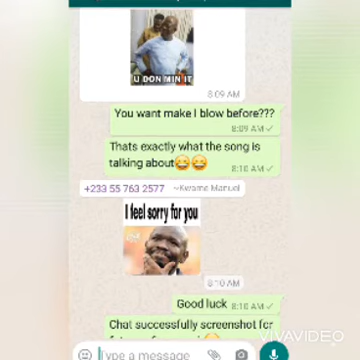 U DON MIN IT
8:09 AM
You want make I blow before???
8:09 AM
Thats exactly what the song is
talking about😂😂
8:10 AM
+233 55 763 2577 ~Kwame Manuel
I feel sorry for you
8:10 AM
Good luck 8:10 AM
Chat successfully screenshot for
VIVAVIDEO
Type a message